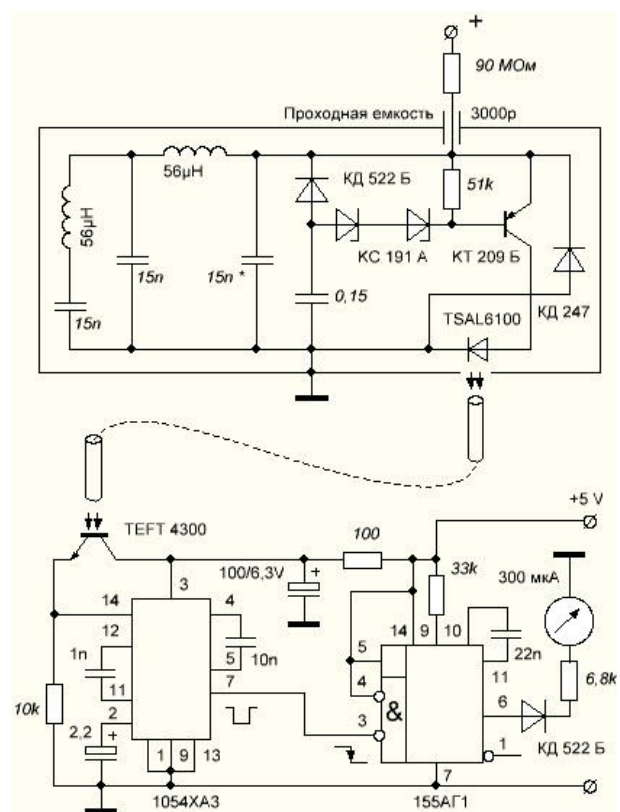 +
90 МОм
Проходная емкость
3000р
56µH
КД 522 Б
51k
56µH
15n
15n *
КС 191 А
КТ 209 Б
0,15
TSAL6100
КД 247
15n
TEFT 4300
+5 V
100
100/6,3V
+
33k
300 мкА
3
14
4
12
1n
5
10n
11
7
10k
2
2,2
+
1
9
13
1054ХА3
14
9
10
5
4
&
3
22n
11
6
6,8k
КД 522 Б
1
7
155АГ1